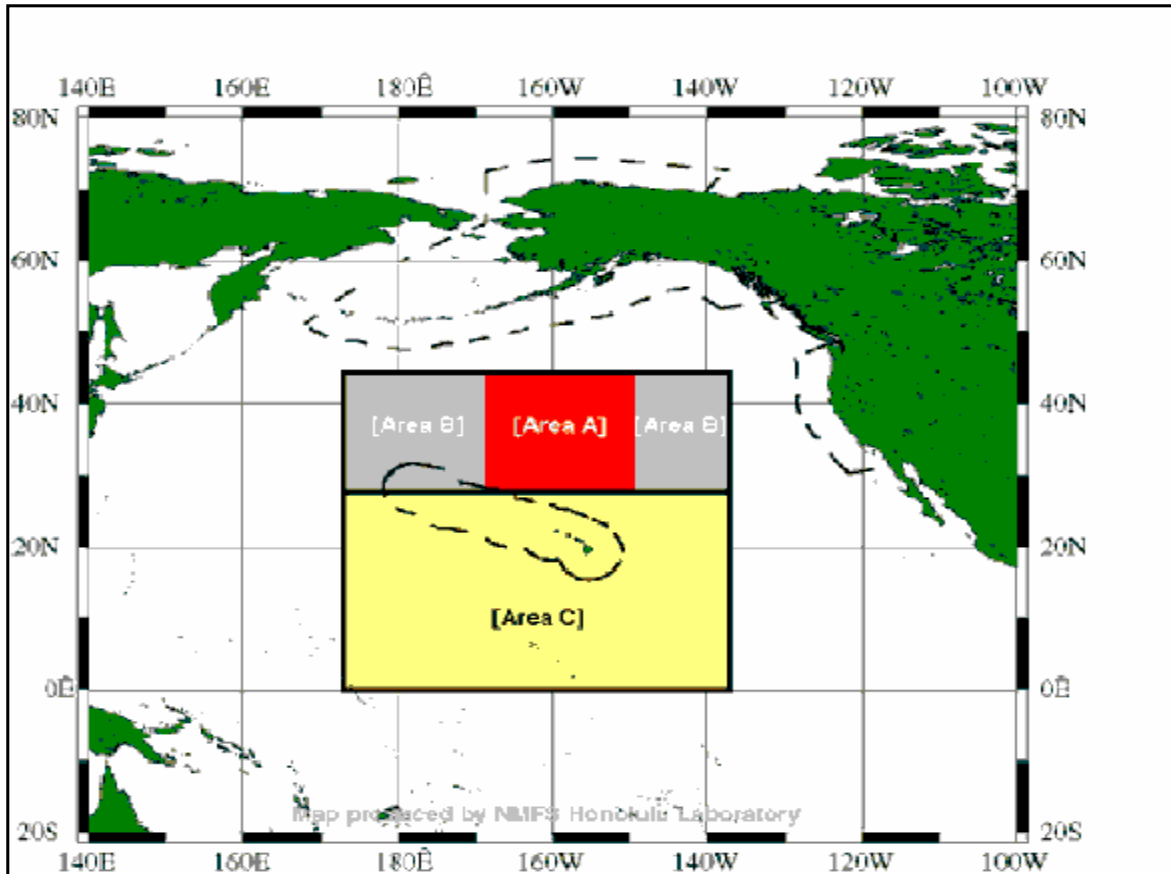 140E 160E 180Ê 160W 140W 120W 100W
80N 80N
60N 60N
40N 40N
[Area B] [Area A] [Area B]
20N 20N
[Area C]
0Ê 0Ê
Map produced by NMFS Honolulu Laboratory
20S 20S
140E 160E 180Ê 160W 140W 120W 100W